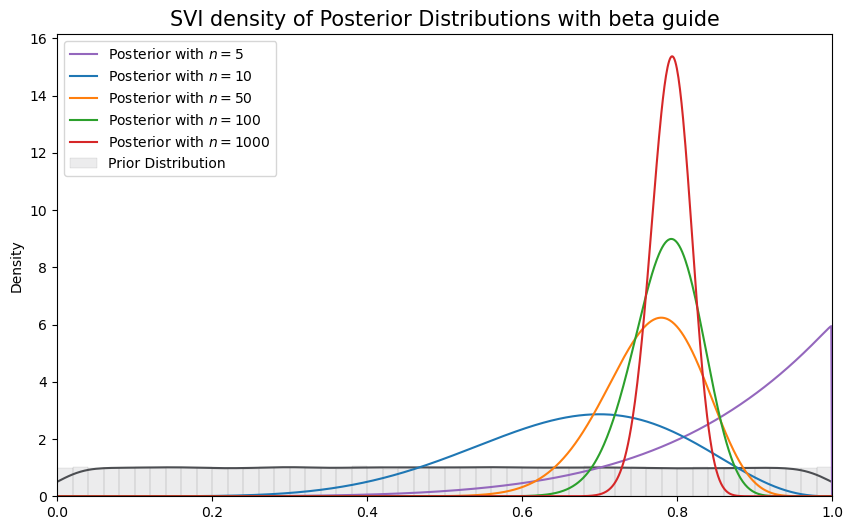 SVI density of Posterior Distributions with beta guide
16
14
12
10
8
6
4
2
0
Density
Posterior with n = 5
Posterior with n = 10
Posterior with n = 50
Posterior with n = 100
Posterior with n = 1000
Prior Distribution
0.0 0.2 0.4 0.6 0.8 1.0